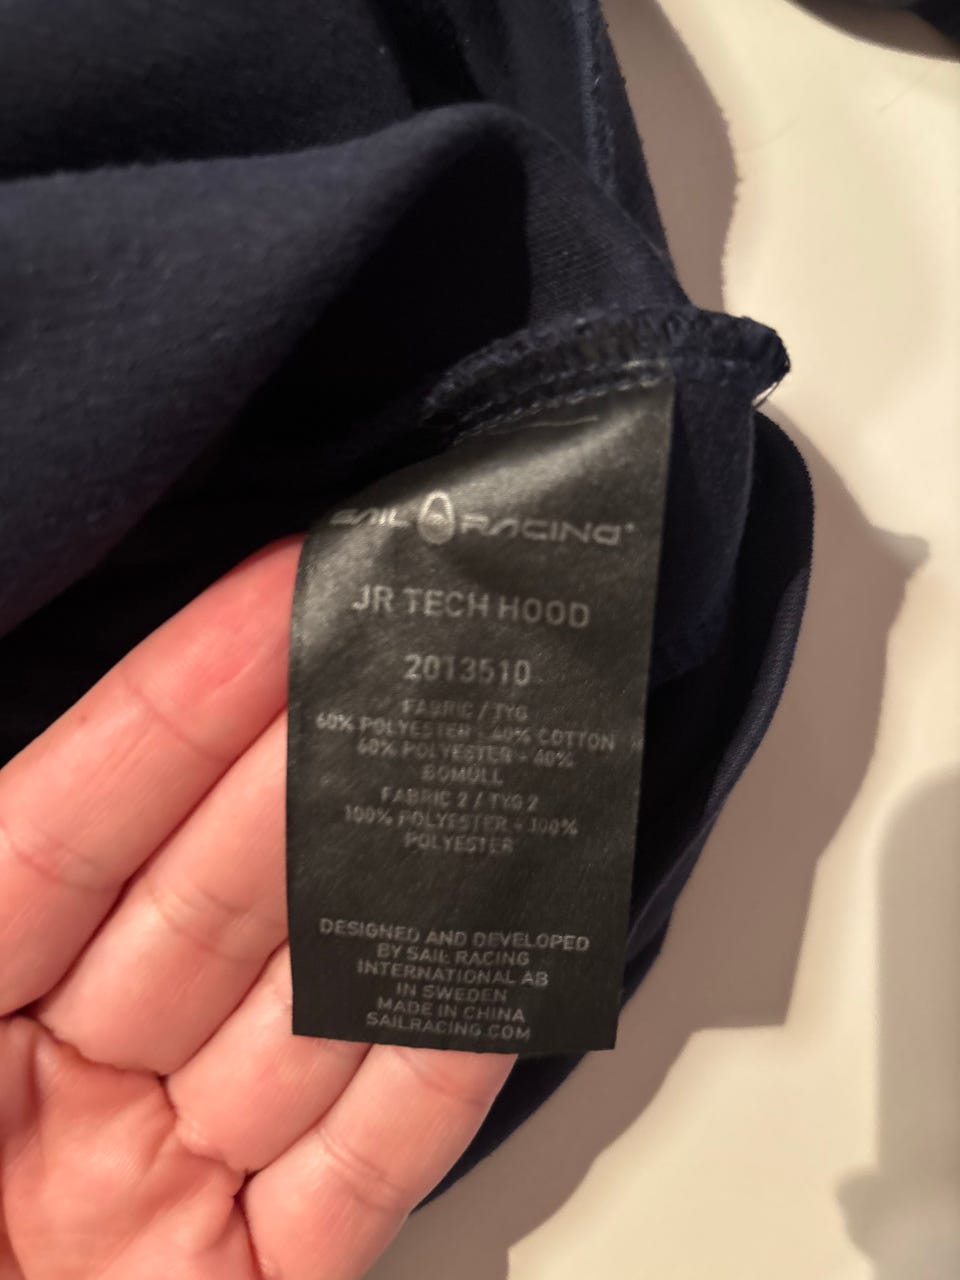 SAIL RACING
JR TECH HOOD
2013510
FABRIC / TYG
60% POLYESTER - 40% COTTON
60% POLYESTER - 40%
BOMULL
FABRIC 2 / TYG 2
100% POLYESTER - 100%
POLYESTER
DESIGNED AND DEVELOPED
BY SAIL RACING
INTERNATIONAL AB
IN SWEDEN
MADE IN CHINA
SAILRACING.COM